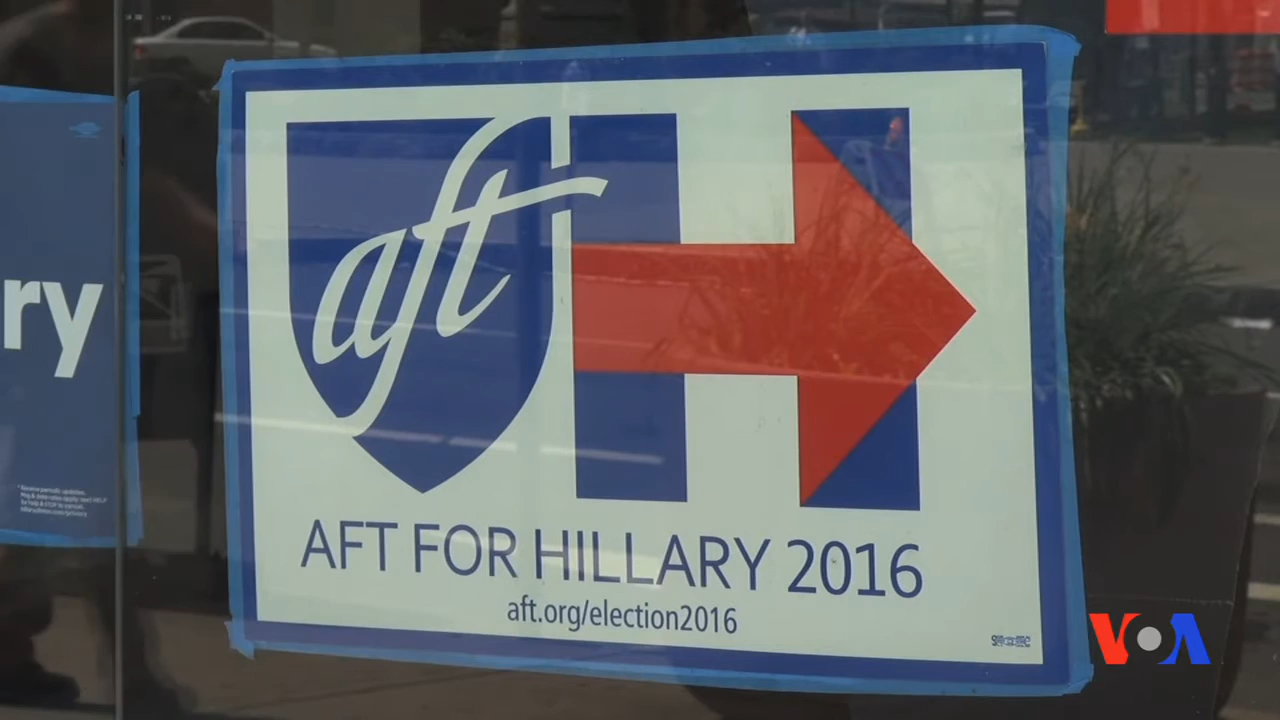 ry
aft
H
AFT FOR HILLARY 2016
aft.org/election2016
VOA